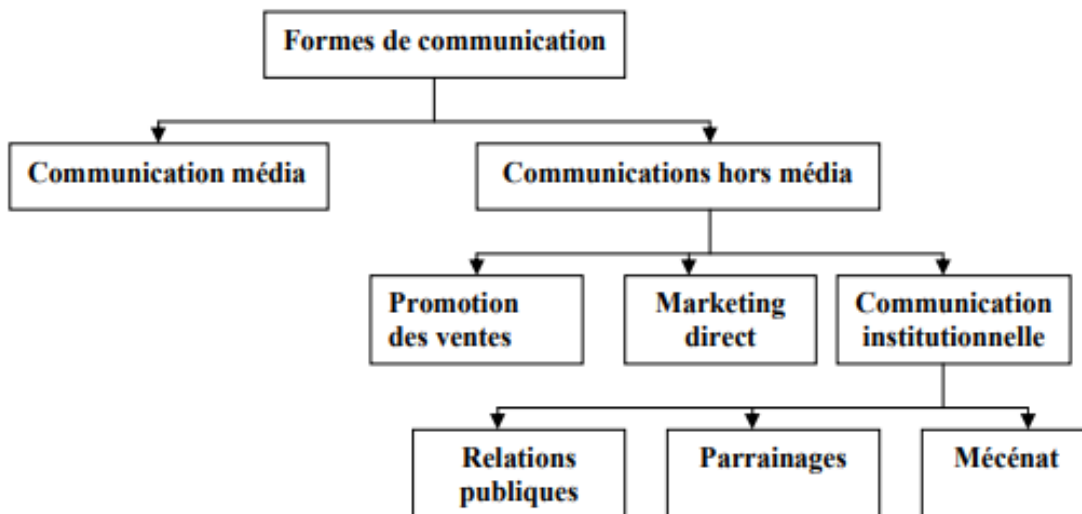 Formes de communication
Communication média
Communications hors média
Promotion
des ventes
Marketing
direct
Communication
institutionnelle
Relations
publiques
Parrainages
Mécénat